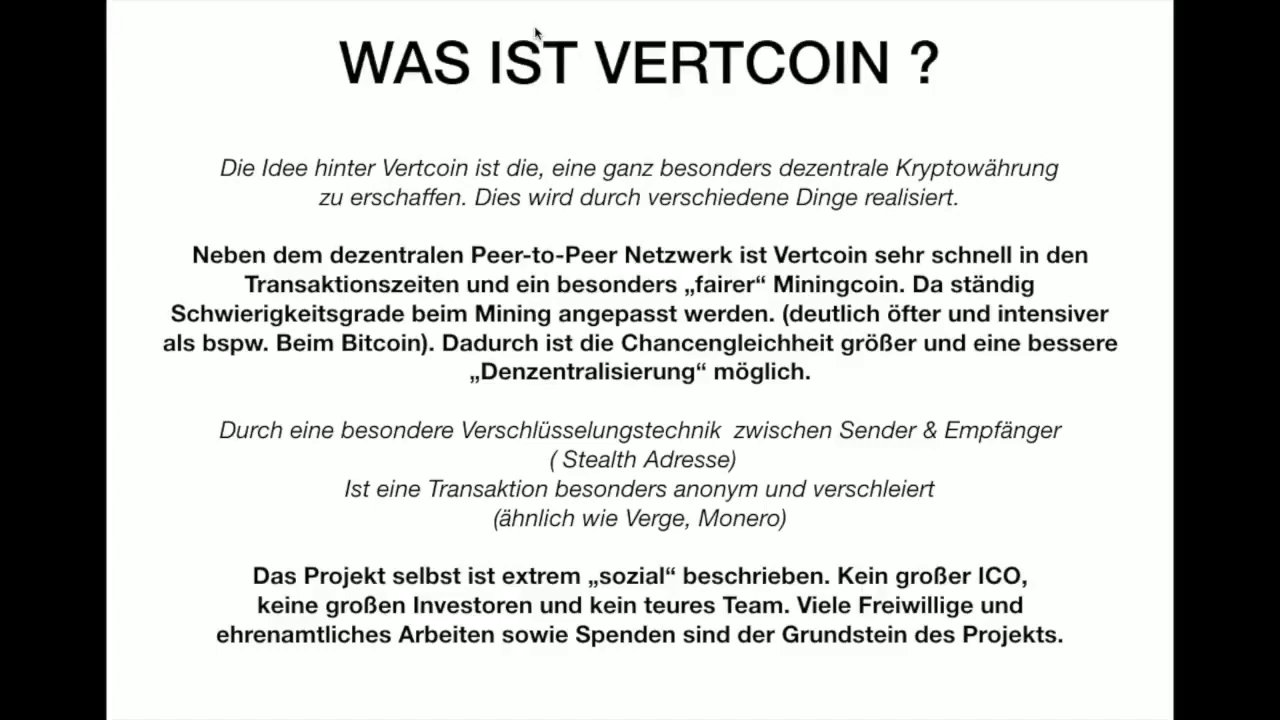 WAS IST VERTCOIN ?
Die Idee hinter Vertcoin ist die, eine ganz besonders dezentrale Kryptowährung
zu erschaffen. Dies wird durch verschiedene Dinge realisiert.
Neben dem dezentralen Peer-to-Peer Netzwerk ist Vertcoin sehr schnell in den
Transaktionszeiten und ein besonders „fairer“ Miningcoin. Da ständig
Schwierigkeitsgrade beim Mining angepasst werden. (deutlich öfter und intensiver
als bspw. Beim Bitcoin). Dadurch ist die Chancengleichheit größer und eine bessere
„Denzentralisierung“ möglich.
Durch eine besondere Verschlüsselungstechnik  zwischen Sender & Empfänger
( Stealth Adresse)
Ist eine Transaktion besonders anonym und verschleiert
(ähnlich wie Verge, Monero)
Das Projekt selbst ist extrem „sozial“ beschrieben. Kein großer ICO,
keine großen Investoren und kein teures Team. Viele Freiwillige und
ehrenamtliches Arbeiten sowie Spenden sind der Grundstein des Projekts.